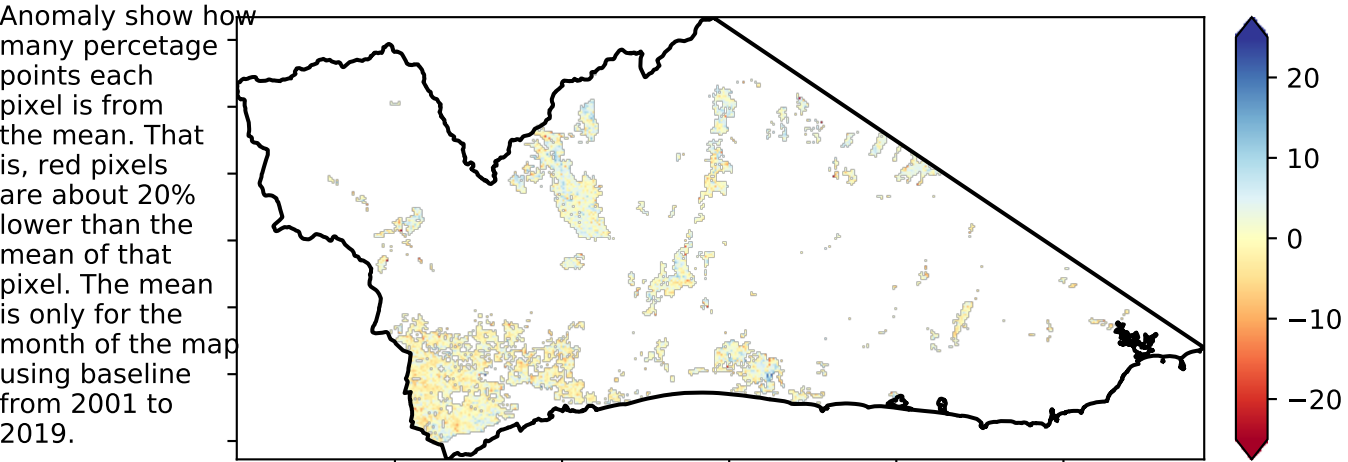 Anomaly show how
many percetage
points each
pixel is from
the mean. That
is, red pixels
are about 20%
lower than the
mean of that
pixel. The mean
is only for the
month of the map
using baseline
from 2001 to
2019.
20
10
0
−10
−20